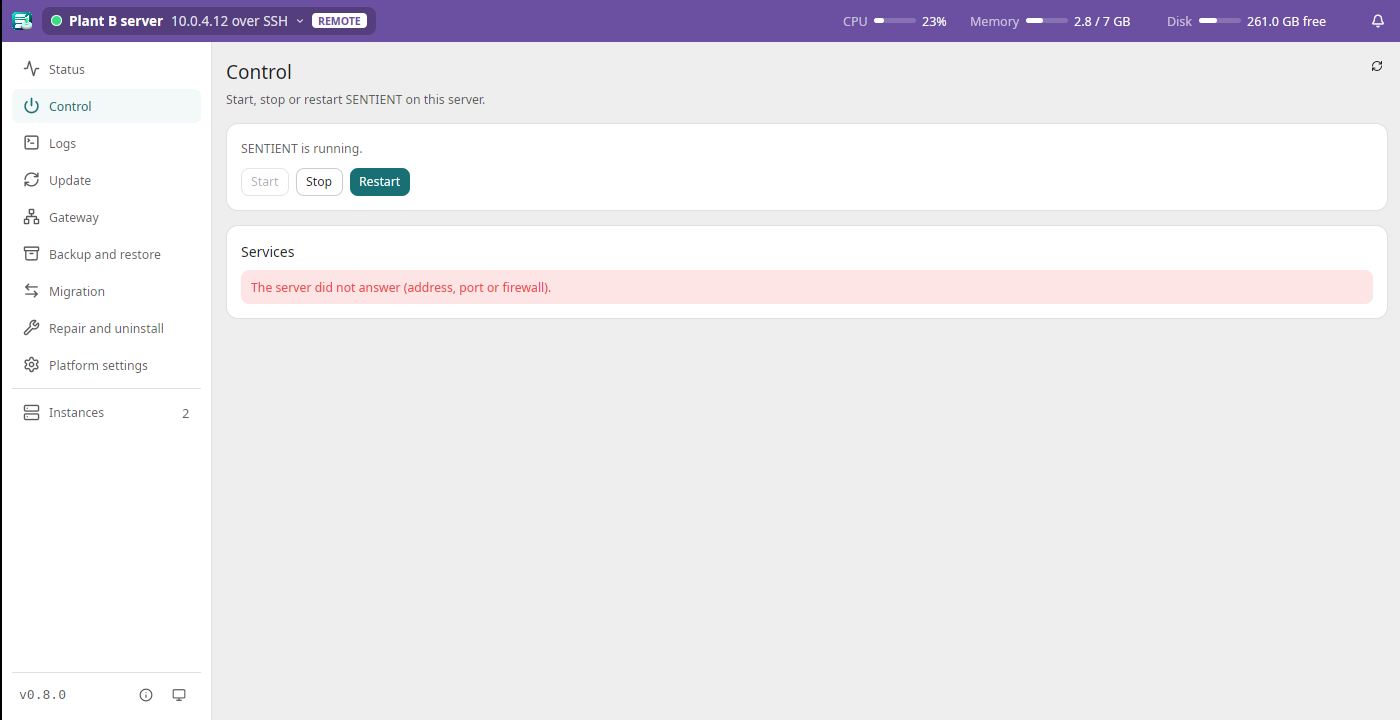 Plant B server 10.0.4.12 over SSH REMOTE CPU 23% Memory 2.8 / 7 GB Disk 261.0 GB free
Status
Control
Logs
Update
Gateway
Backup and restore
Migration
Repair and uninstall
Platform settings
Instances 2
v0.8.0
Control
Start, stop or restart SENTIENT on this server.
SENTIENT is running.
Start Stop Restart
Services
The server did not answer (address, port or firewall).